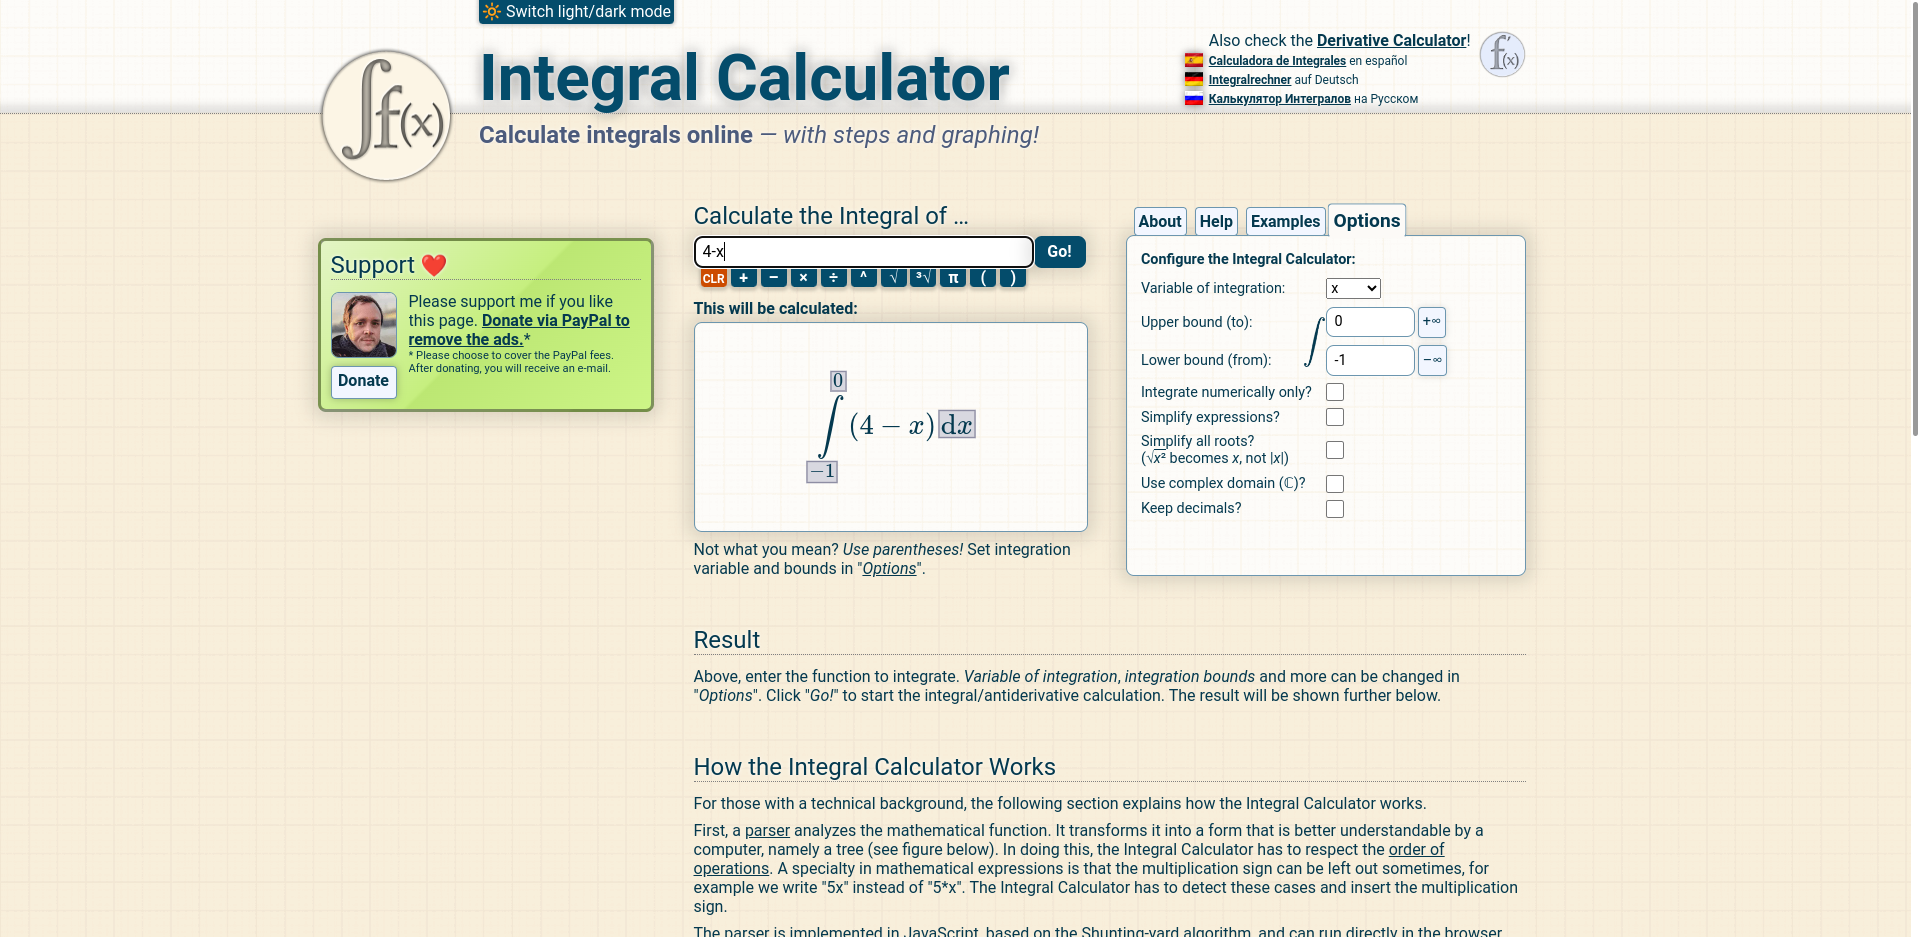 🔆 Switch light/dark mode
∫f(x)
Integral Calculator
Calculate integrals online — with steps and graphing!
Also check the Derivative Calculator!
Calculadora de Integrales en español
Integralrechner auf Deutsch
Калькулятор Интегралов на Русском
f′(x)
Support ❤️
Please support me if you like
this page. Donate via PayPal to
remove the ads.*
* Please choose to cover the PayPal fees.
After donating, you will receive an e-mail.
Donate
Calculate the Integral of …
4-x
Go!
CLR + − × ÷ ^ √ ³√ π ( )
This will be calculated:
0
∫ (4 − x) dx
−1
Not what you mean? Use parentheses! Set integration
variable and bounds in "Options".
About Help Examples Options
Configure the Integral Calculator:
Variable of integration: x
Upper bound (to): 0 +∞
∫
Lower bound (from): -1 −∞
Integrate numerically only?
Simplify expressions?
Simplify all roots?
(√x² becomes x, not |x|)
Use complex domain (ℂ)?
Keep decimals?
Result
Above, enter the function to integrate. Variable of integration, integration bounds and more can be changed in
"Options". Click "Go!" to start the integral/antiderivative calculation. The result will be shown further below.
How the Integral Calculator Works
For those with a technical background, the following section explains how the Integral Calculator works.
First, a parser analyzes the mathematical function. It transforms it into a form that is better understandable by a
computer, namely a tree (see figure below). In doing this, the Integral Calculator has to respect the order of
operations. A specialty in mathematical expressions is that the multiplication sign can be left out sometimes, for
example we write "5x" instead of "5*x". The Integral Calculator has to detect these cases and insert the multiplication
sign.
The parser is implemented in JavaScript, based on the Shunting-yard algorithm, and can run directly in the browser.